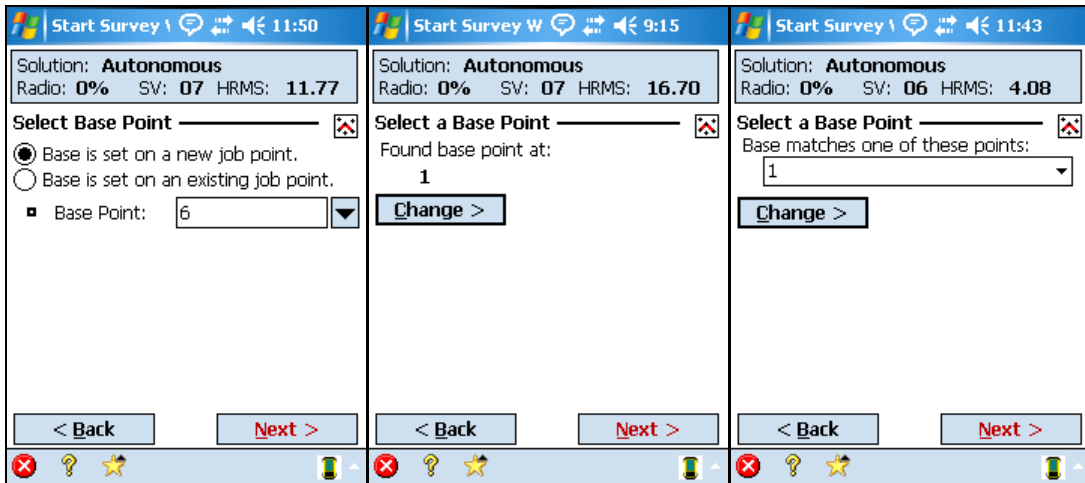 Start Survey \ 11:50
Solution: Autonomous
Radio: 0% SV: 07 HRMS: 11.77
Select Base Point
Base is set on a new job point.
Base is set on an existing job point.
Base Point: 6
< Back Next >
Start Survey W 9:15
Solution: Autonomous
Radio: 0% SV: 07 HRMS: 16.70
Select a Base Point
Found base point at:
1
Change >
< Back Next >
Start Survey \ 11:43
Solution: Autonomous
Radio: 0% SV: 06 HRMS: 4.08
Select a Base Point
Base matches one of these points:
1
Change >
< Back Next >